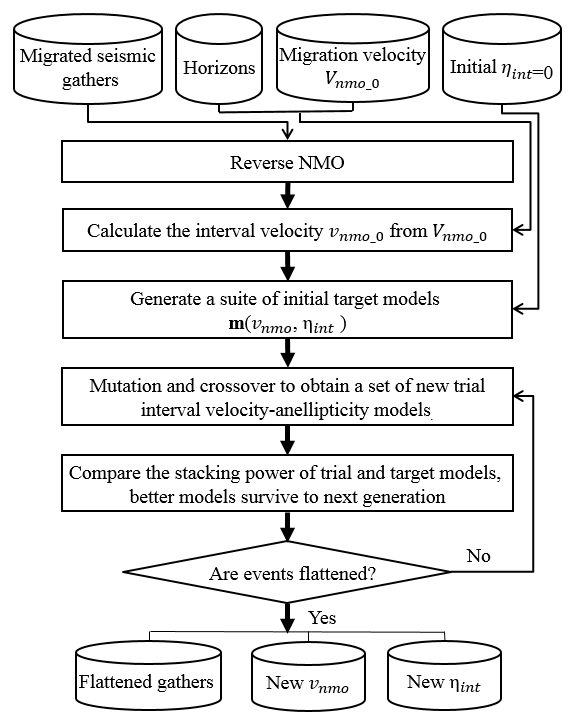 Migrated seismic
gathers
Horizons
Migration velocity
V_nmo_0
Initial η_int=0
Reverse NMO
Calculate the interval velocity v_nmo_0 from V_nmo_0
Generate a suite of initial target models
m(v_nmo, η_int )
Mutation and crossover to obtain a set of new trial
interval velocity-anellipticity models
Compare the stacking power of trial and target models,
better models survive to next generation
Are events flattened?
No
Yes
Flattened gathers
New v_nmo
New η_int